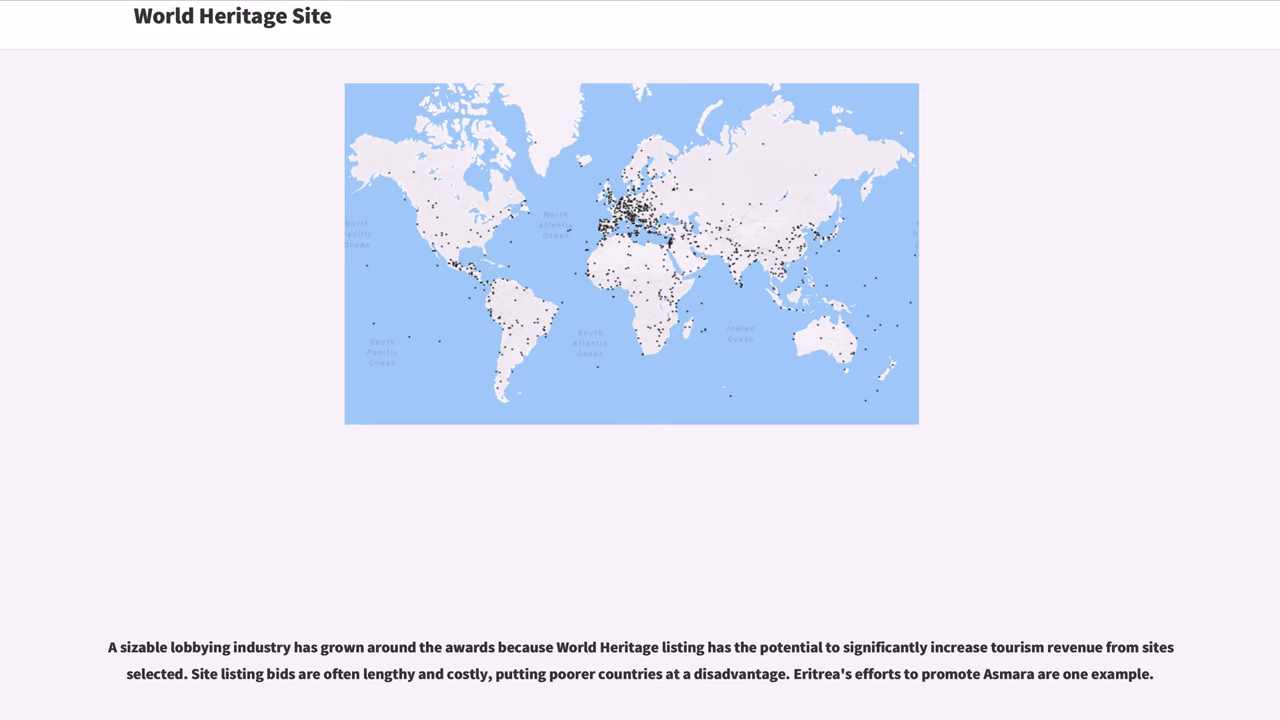 World Heritage Site
North
Atlantic
Ocean
North
Pacific
Ocean
South
Atlantic
Ocean
Indian
Ocean
South
Pacific
Ocean
A sizable lobbying industry has grown around the awards because World Heritage listing has the potential to significantly increase tourism revenue from sites
selected. Site listing bids are often lengthy and costly, putting poorer countries at a disadvantage. Eritrea's efforts to promote Asmara are one example.